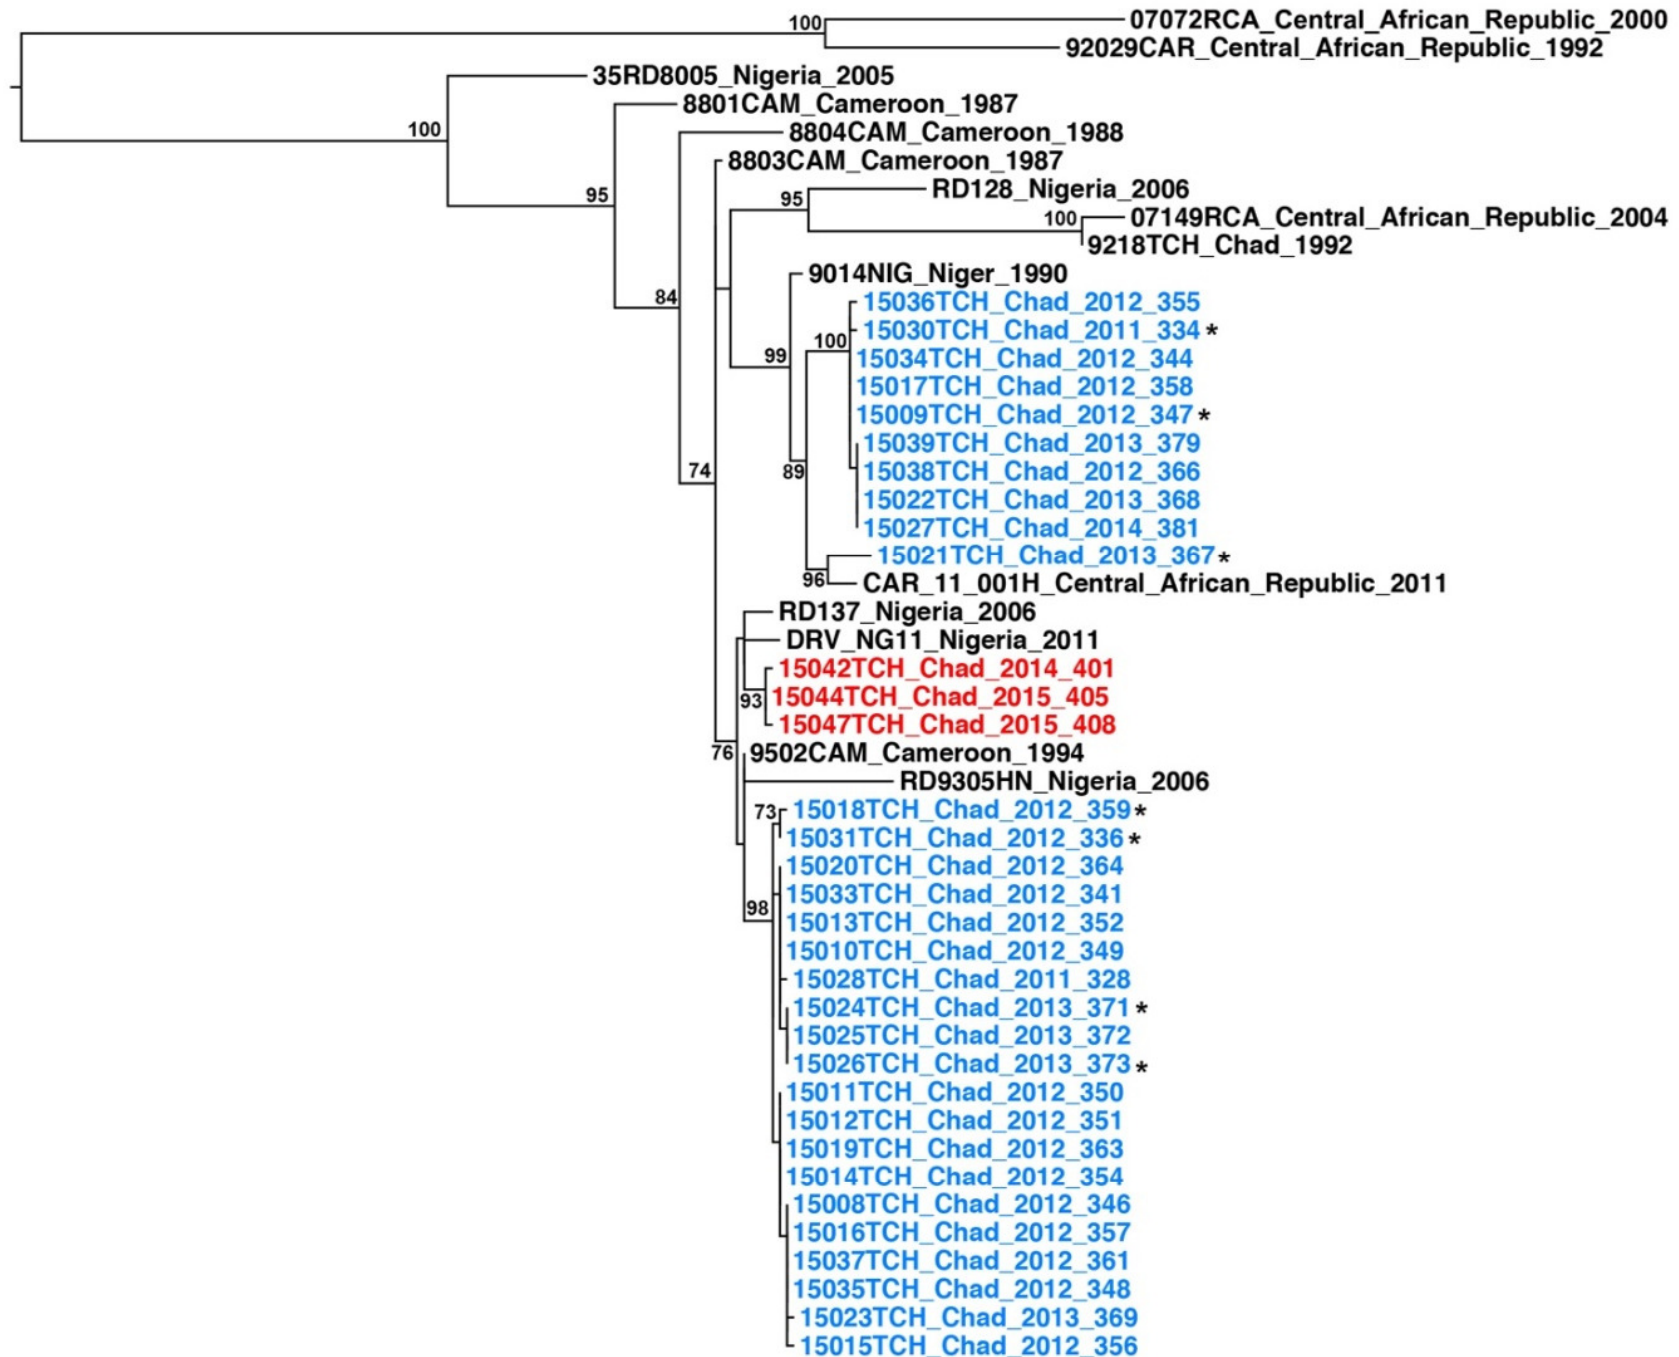 100
07072RCA_Central_African_Republic_2000
92029CAR_Central_African_Republic_1992
35RD8005_Nigeria_2005
100
8801CAM_Cameroon_1987
8804CAM_Cameroon_1988
8803CAM_Cameroon_1987
95
95
RD128_Nigeria_2006
100
07149RCA_Central_African_Republic_2004
9218TCH_Chad_1992
9014NIG_Niger_1990
84
15036TCH_Chad_2012_355
15030TCH_Chad_2011_334 *
100
99
15034TCH_Chad_2012_344
15017TCH_Chad_2012_358
15009TCH_Chad_2012_347 *
15039TCH_Chad_2013_379
74
89
15038TCH_Chad_2012_366
15022TCH_Chad_2013_368
15027TCH_Chad_2014_381
15021TCH_Chad_2013_367 *
96
CAR_11_001H_Central_African_Republic_2011
RD137_Nigeria_2006
DRV_NG11_Nigeria_2011
15042TCH_Chad_2014_401
93
15044TCH_Chad_2015_405
15047TCH_Chad_2015_408
76
9502CAM_Cameroon_1994
RD9305HN_Nigeria_2006
73
15018TCH_Chad_2012_359 *
15031TCH_Chad_2012_336 *
15020TCH_Chad_2012_364
15033TCH_Chad_2012_341
98
15013TCH_Chad_2012_352
15010TCH_Chad_2012_349
15028TCH_Chad_2011_328
15024TCH_Chad_2013_371 *
15025TCH_Chad_2013_372
15026TCH_Chad_2013_373 *
15011TCH_Chad_2012_350
15012TCH_Chad_2012_351
15019TCH_Chad_2012_363
15014TCH_Chad_2012_354
15008TCH_Chad_2012_346
15016TCH_Chad_2012_357
15037TCH_Chad_2012_361
15035TCH_Chad_2012_348
15023TCH_Chad_2013_369
15015TCH_Chad_2012_356